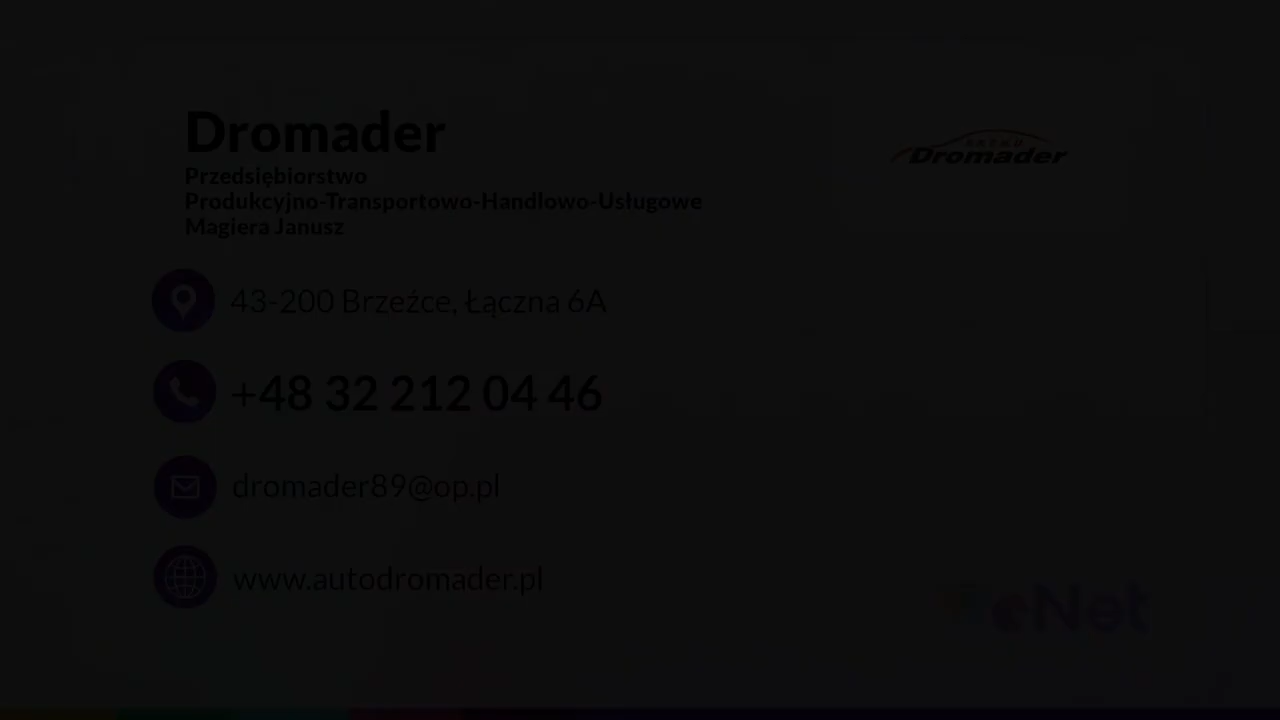 Dromader
Przedsiębiorstwo
Produkcyjno-Transportowo-Handlowo-Usługowe
Magiera Janusz
Dromader
43-200 Brzeźce, Łączna 6A
+48 32 212 04 46
dromader89@op.pl
www.autodromader.pl
eNet